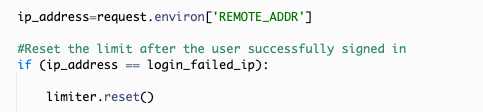 ip_address=request.environ['REMOTE_ADDR']
#Reset the limit after the user successfully signed in
if (ip_address == login_failed_ip):
limiter.reset()